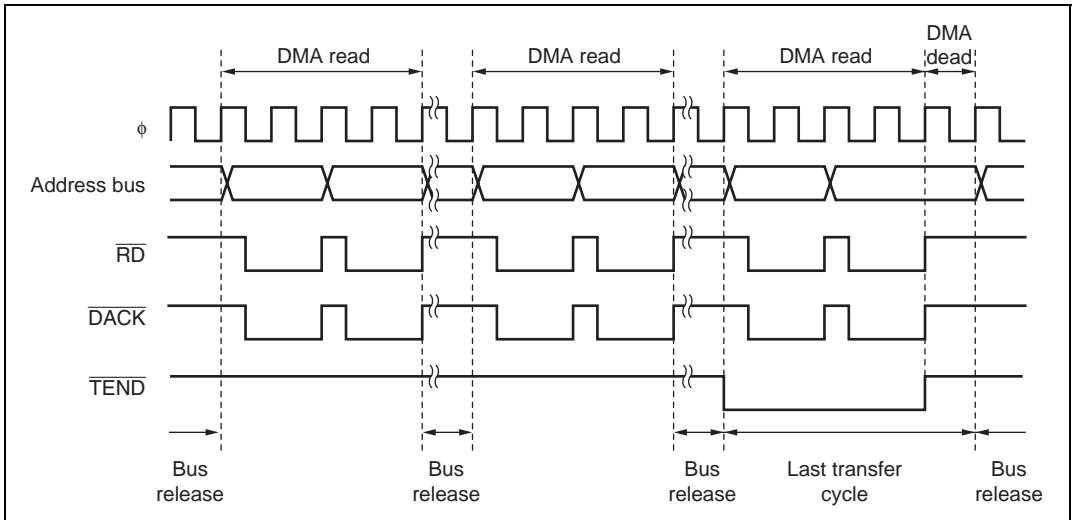 DMA
dead
DMA read
DMA read
DMA read
φ
Address bus
RD
DACK
TEND
Bus
release
Bus
release
Bus
release
Last transfer
cycle
Bus
release